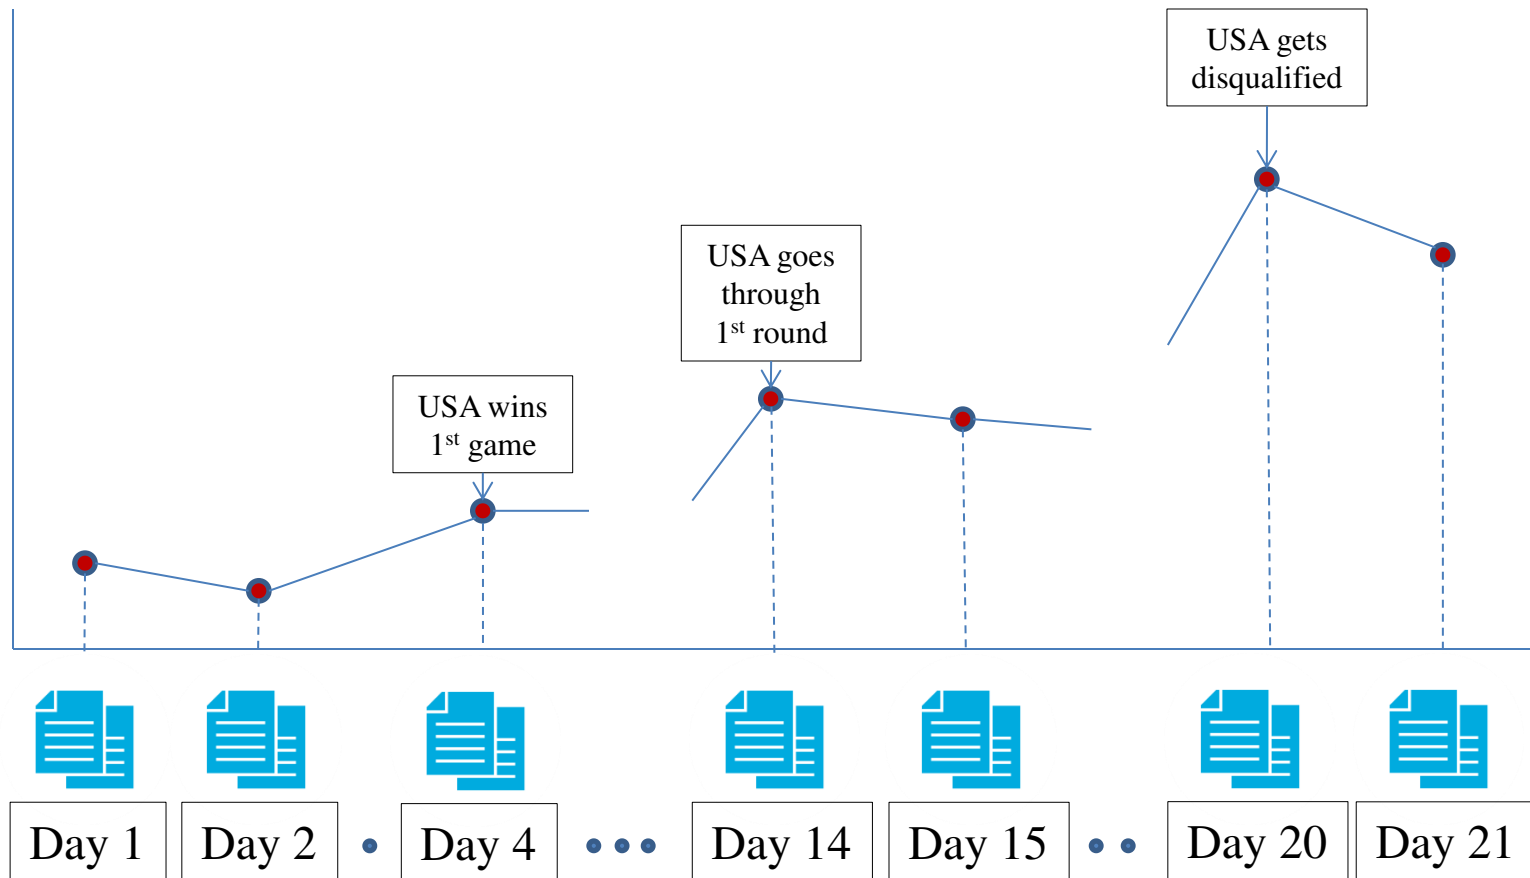 USA gets
disqualified
USA goes
through
1st round
USA wins
1st game
Day 1
Day 2
Day 4
Day 14
Day 15
Day 20
Day 21